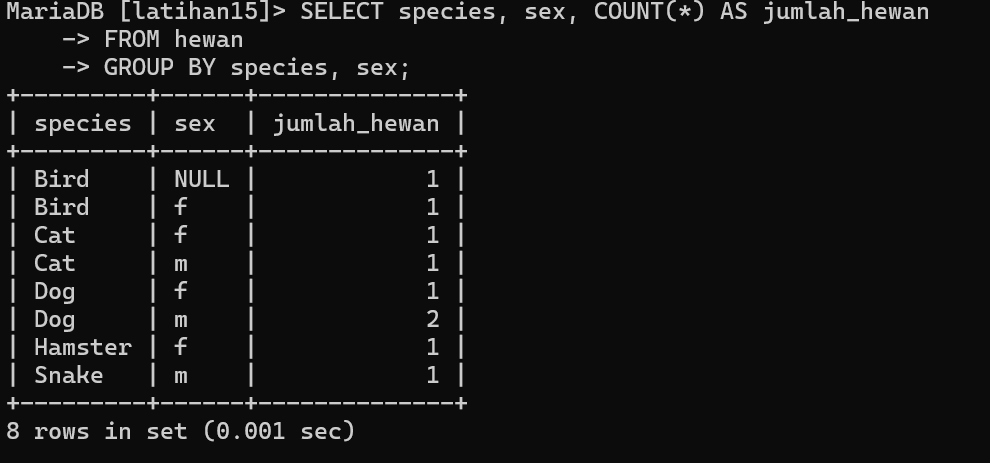 MariaDB [latihan15]> SELECT species, sex, COUNT(*) AS jumlah_hewan
    -> FROM hewan
    -> GROUP BY species, sex;
+---------+------+--------------+
| species | sex  | jumlah_hewan |
+---------+------+--------------+
| Bird    | NULL |            1 |
| Bird    | f    |            1 |
| Cat     | f    |            1 |
| Cat     | m    |            1 |
| Dog     | f    |            1 |
| Dog     | m    |            2 |
| Hamster | f    |            1 |
| Snake   | m    |            1 |
+---------+------+--------------+
8 rows in set (0.001 sec)